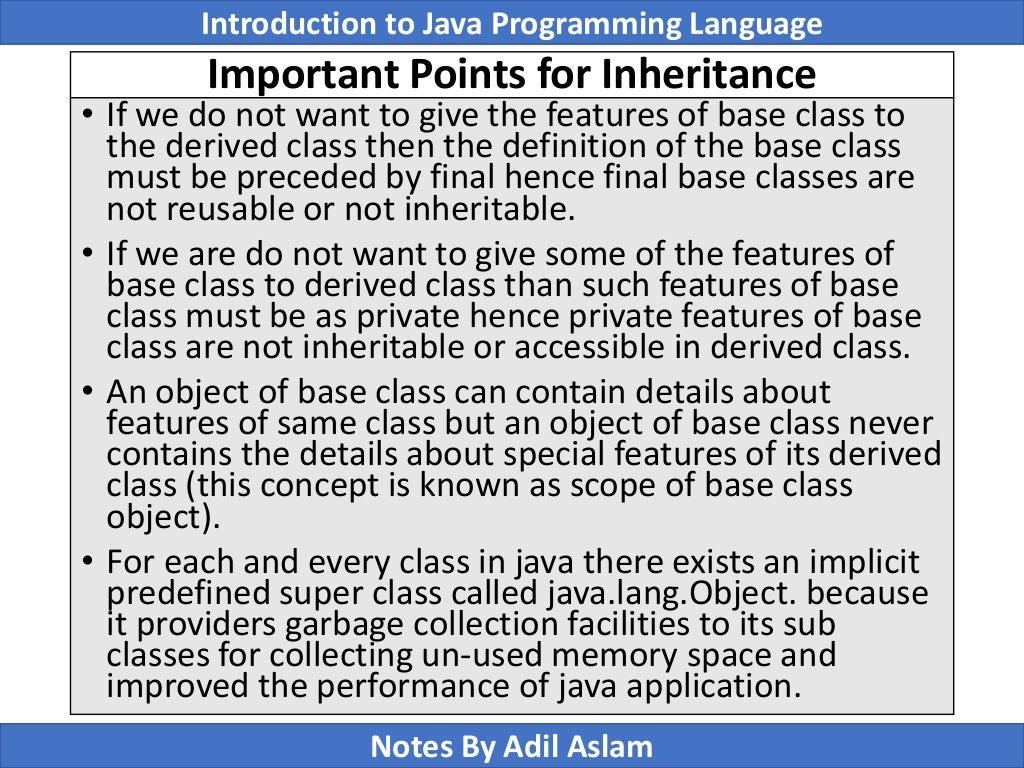 Introduction to Java Programming Language
Important Points for Inheritance
• If we do not want to give the features of base class to
the derived class then the definition of the base class
must be preceded by final hence final base classes are
not reusable or not inheritable.
• If we are do not want to give some of the features of
base class to derived class than such features of base
class must be as private hence private features of base
class are not inheritable or accessible in derived class.
• An object of base class can contain details about
features of same class but an object of base class never
contains the details about special features of its derived
class (this concept is known as scope of base class
object).
• For each and every class in java there exists an implicit
predefined super class called java.lang.Object. because
it providers garbage collection facilities to its sub
classes for collecting un-used memory space and
improved the performance of java application.
Notes By Adil Aslam